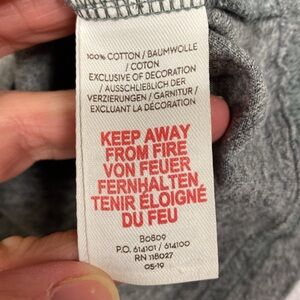 100% COTTON / BAUMWOLLE
/ COTON
EXCLUSIVE OF DECORATION
/ AUSSCHLIEßLICH DER
VERZIERUNGEN / GARNITUR /
EXCLUANT LA DÉCORATION
KEEP AWAY
FROM FIRE
VON FEUER
FERNHALTEN
TENIR ÉLOIGNÉ
DU FEU
B0809
P.O. 614101 / 614100
RN 118027
05-19